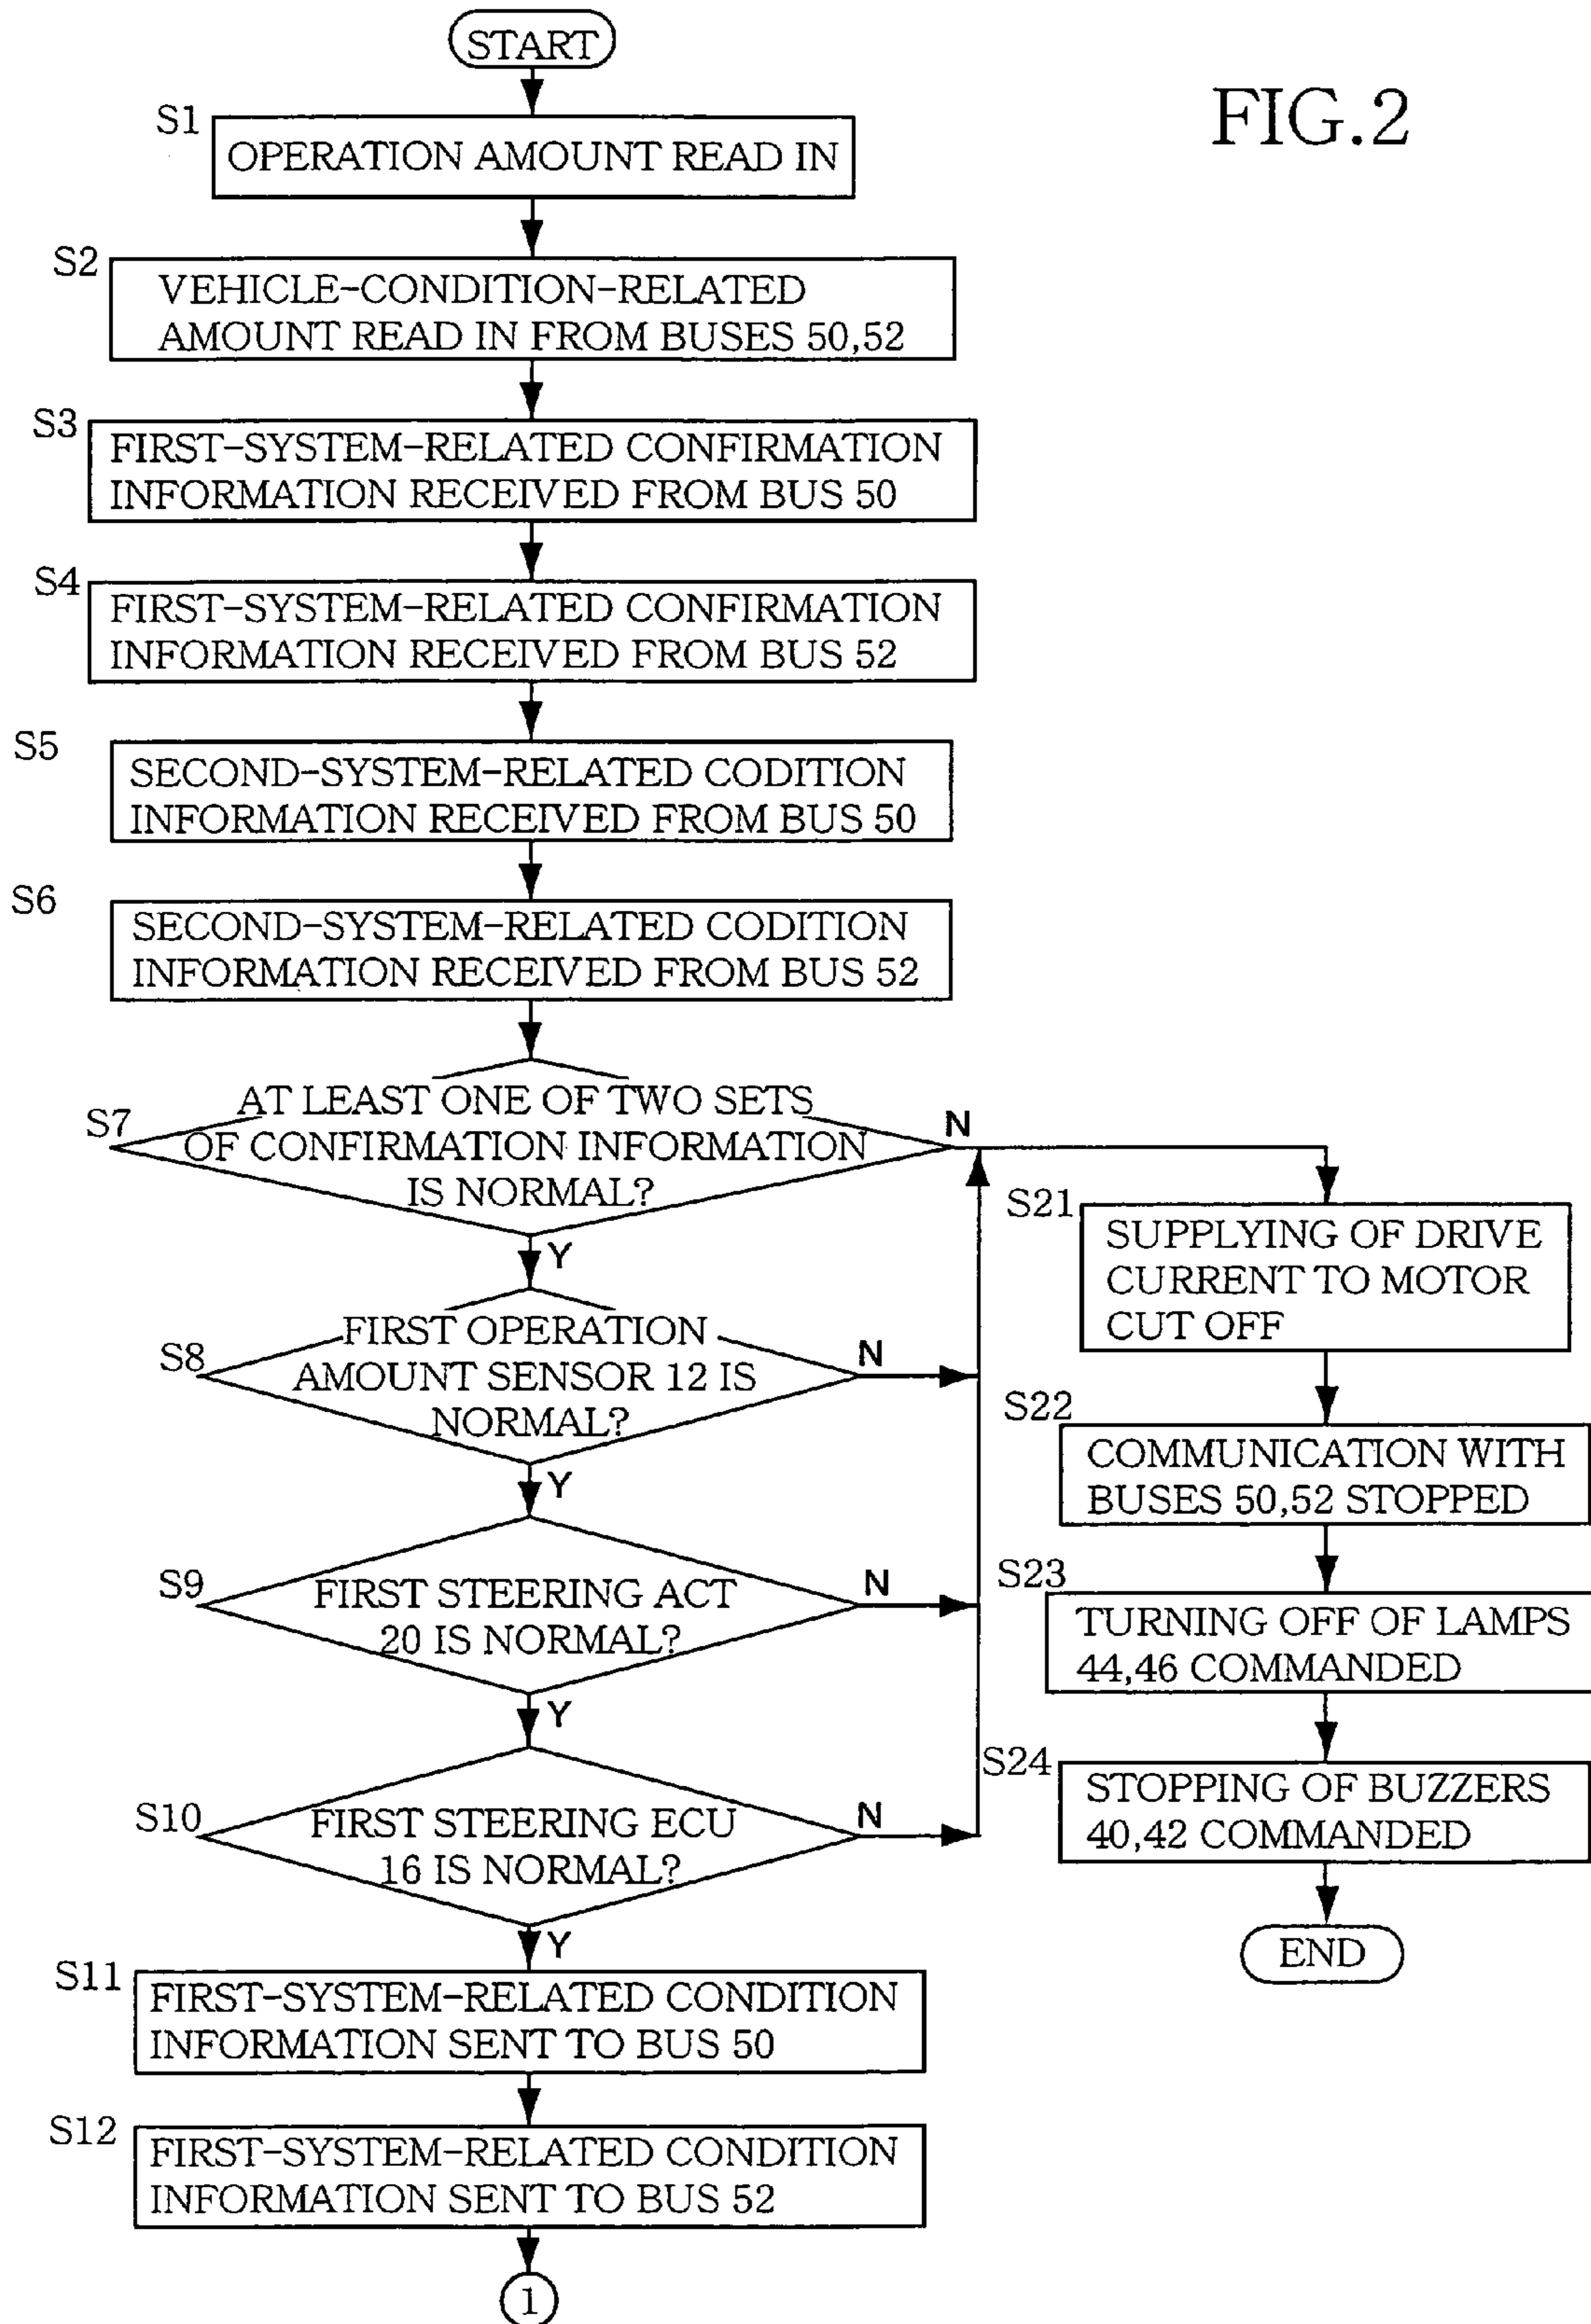 START
FIG.2
S1
OPERATION AMOUNT READ IN
S2
VEHICLE-CONDITION-RELATED
AMOUNT READ IN FROM BUSES 50,52
S3
FIRST-SYSTEM-RELATED CONFIRMATION
INFORMATION RECEIVED FROM BUS 50
S4
FIRST-SYSTEM-RELATED CONFIRMATION
INFORMATION RECEIVED FROM BUS 52
S5
SECOND-SYSTEM-RELATED CODITION
INFORMATION RECEIVED FROM BUS 50
S6
SECOND-SYSTEM-RELATED CODITION
INFORMATION RECEIVED FROM BUS 52
S7
AT LEAST ONE OF TWO SETS
OF CONFIRMATION INFORMATION
IS NORMAL?
N
Y
S8
FIRST OPERATION
AMOUNT SENSOR 12 IS
NORMAL?
N
Y
S9
FIRST STEERING ACT
20 IS NORMAL?
N
Y
S10
FIRST STEERING ECU
16 IS NORMAL?
N
Y
S11
FIRST-SYSTEM-RELATED CONDITION
INFORMATION SENT TO BUS 50
S12
FIRST-SYSTEM-RELATED CONDITION
INFORMATION SENT TO BUS 52
1
S21
SUPPLYING OF DRIVE
CURRENT TO MOTOR
CUT OFF
S22
COMMUNICATION WITH
BUSES 50,52 STOPPED
S23
TURNING OFF OF LAMPS
44,46 COMMANDED
S24
STOPPING OF BUZZERS
40,42 COMMANDED
END